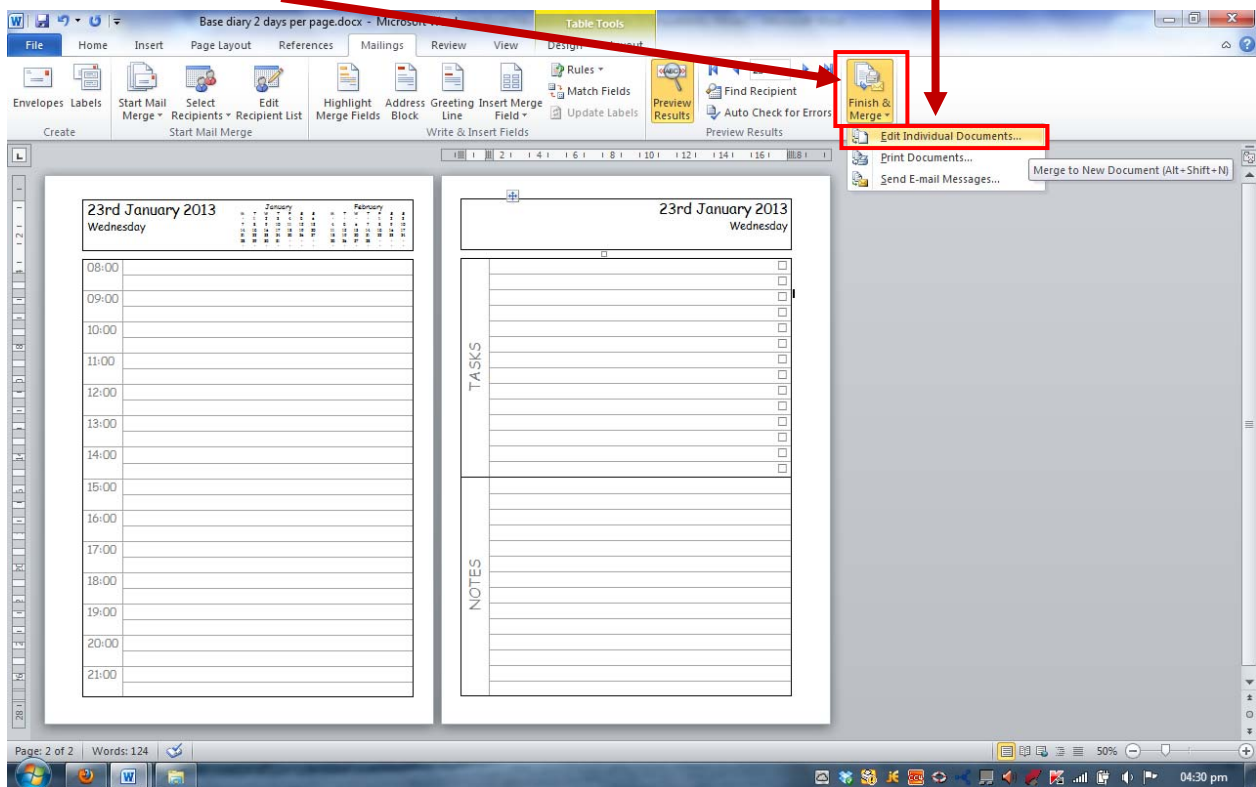 Base diary 2 days per page.docx - Microsoft
Table Tools
File Home Insert Page Layout References Mailings Review View Design
Envelopes Labels Start Mail Merge Select Recipients Edit Recipient List Highlight Merge Fields Address Block Greeting Line Insert Merge Field Rules Match Fields Update Labels Preview Results Find Recipient Auto Check for Errors Finish & Merge
Create Start Mail Merge Write & Insert Fields Preview Results
Edit Individual Documents...
Print Documents...
Send E-mail Messages...
Merge to New Document (Alt+Shift+N)
23rd January 2013 January February
Wednesday
08:00
09:00
10:00
11:00
12:00
13:00
14:00
15:00
16:00
17:00
18:00
19:00
20:00
21:00
23rd January 2013
Wednesday
TASKS
NOTES
Page: 2 of 2 Words: 124 50%
04:30 pm